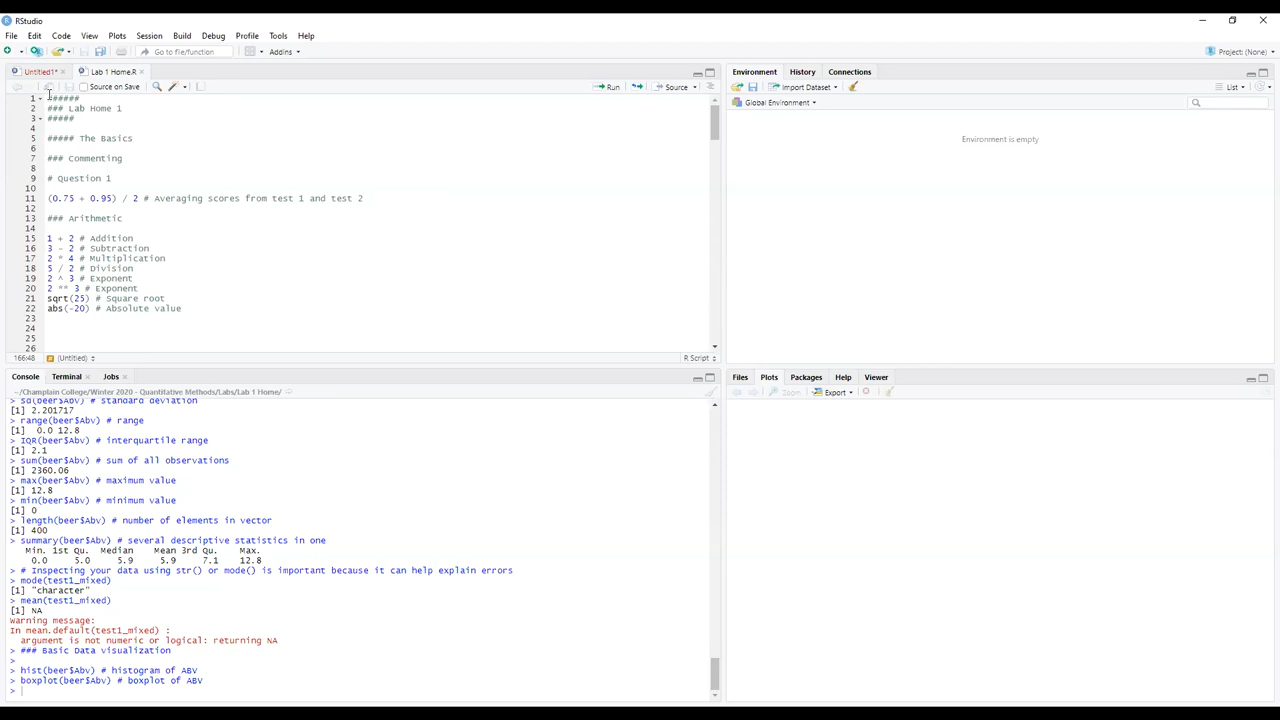 RStudio
File Edit Code View Plots Session Build Debug Profile Tools Help
Go to file/function Addins Project: (None)
Untitled1* × Lab 1 Home.R ×
Source on Save Run Source
1 #####
2 ### Lab Home 1
3 #####
4
5 ##### The Basics
6
7 ### Commenting
8
9 # Question 1
10
11 (0.75 + 0.95) / 2 # Averaging scores from test 1 and test 2
12
13 ### Arithmetic
14
15 1 + 2 # Addition
16 3 - 2 # Subtraction
17 2 * 4 # Multiplication
18 5 / 2 # Division
19 2 ^ 3 # Exponent
20 2 ** 3 # Exponent
21 sqrt(25) # Square root
22 abs(-20) # Absolute value
23
24
25
26
166:48 (Untitled) R Script
Console Terminal × Jobs ×
~/Champlain College/Winter 2020 - Quantitative Methods/Labs/Lab 1 Home/
> sd(beer$Abv) # standard deviation
[1] 2.201717
> range(beer$Abv) # range
[1] 0.0 12.8
> IQR(beer$Abv) # interquartile range
[1] 2.1
> sum(beer$Abv) # sum of all observations
[1] 2360.06
> max(beer$Abv) # maximum value
[1] 12.8
> min(beer$Abv) # minimum value
[1] 0
> length(beer$Abv) # number of elements in vector
[1] 400
> summary(beer$Abv) # several descriptive statistics in one
Min. 1st Qu. Median Mean 3rd Qu. Max.
0.0 5.0 5.9 5.9 7.1 12.8
> # Inspecting your data using str() or mode() is important because it can help explain errors
> mode(test1_mixed)
[1] "character"
> mean(test1_mixed)
[1] NA
Warning message:
In mean.default(test1_mixed) :
argument is not numeric or logical: returning NA
> ### Basic Data Visualization
>
> hist(beer$Abv) # histogram of ABV
> boxplot(beer$Abv) # boxplot of ABV
>
Environment History Connections
Import Dataset List
Global Environment
Environment is empty
Files Plots Packages Help Viewer
Zoom Export